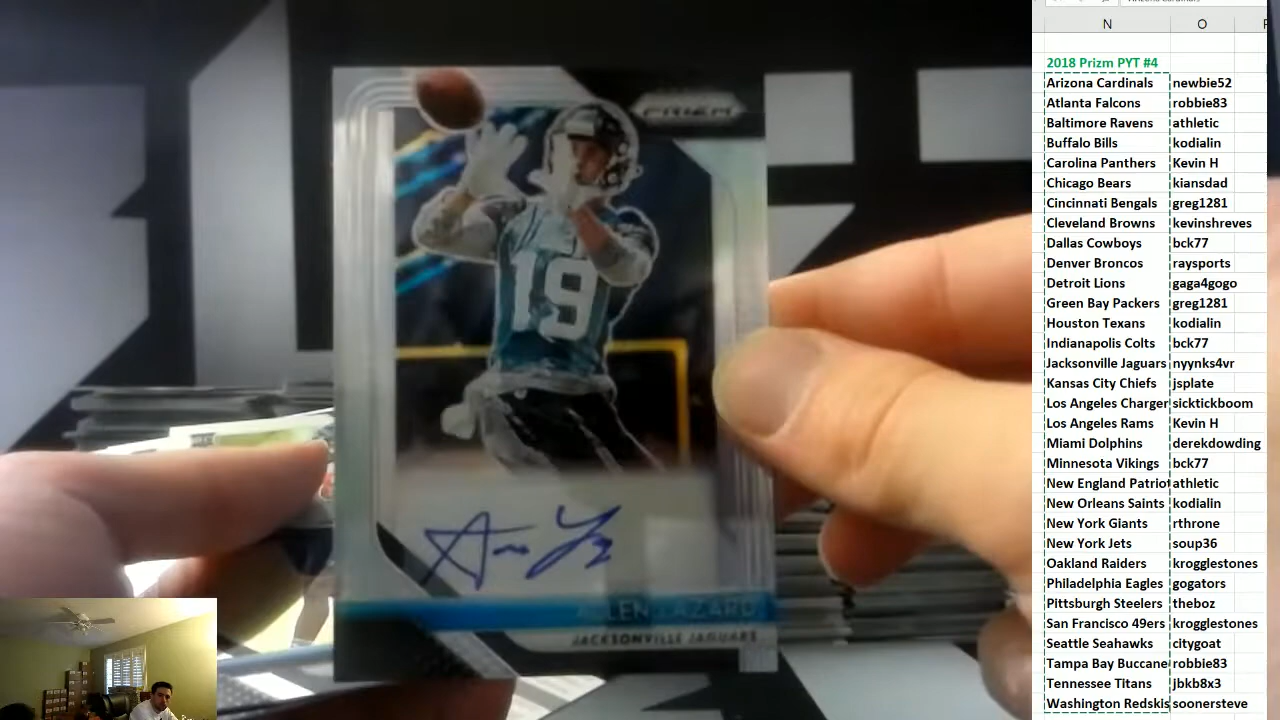 N O
2018 Prizm PYT #4
Arizona Cardinals newbie52
Atlanta Falcons robbie83
Baltimore Ravens athletic
Buffalo Bills kodialin
Carolina Panthers Kevin H
Chicago Bears kiansdad
Cincinnati Bengals greg1281
Cleveland Browns kevinshreves
Dallas Cowboys bck77
Denver Broncos raysports
Detroit Lions gaga4gogo
Green Bay Packers greg1281
Houston Texans kodialin
Indianapolis Colts bck77
Jacksonville Jaguars nyynks4vr
Kansas City Chiefs jsplate
Los Angeles Charger sicktickboom
Los Angeles Rams Kevin H
Miami Dolphins derekdowding
Minnesota Vikings bck77
New England Patriot athletic
New Orleans Saints kodialin
New York Giants rthrone
New York Jets soup36
Oakland Raiders krogglestones
Philadelphia Eagles gogators
Pittsburgh Steelers theboz
San Francisco 49ers krogglestones
Seattle Seahawks citygoat
Tampa Bay Buccane robbie83
Tennessee Titans jbkb8x3
Washington Redskis soonersteve
PRIZM
19
ALLEN LAZARD
JACKSONVILLE JAGUARS